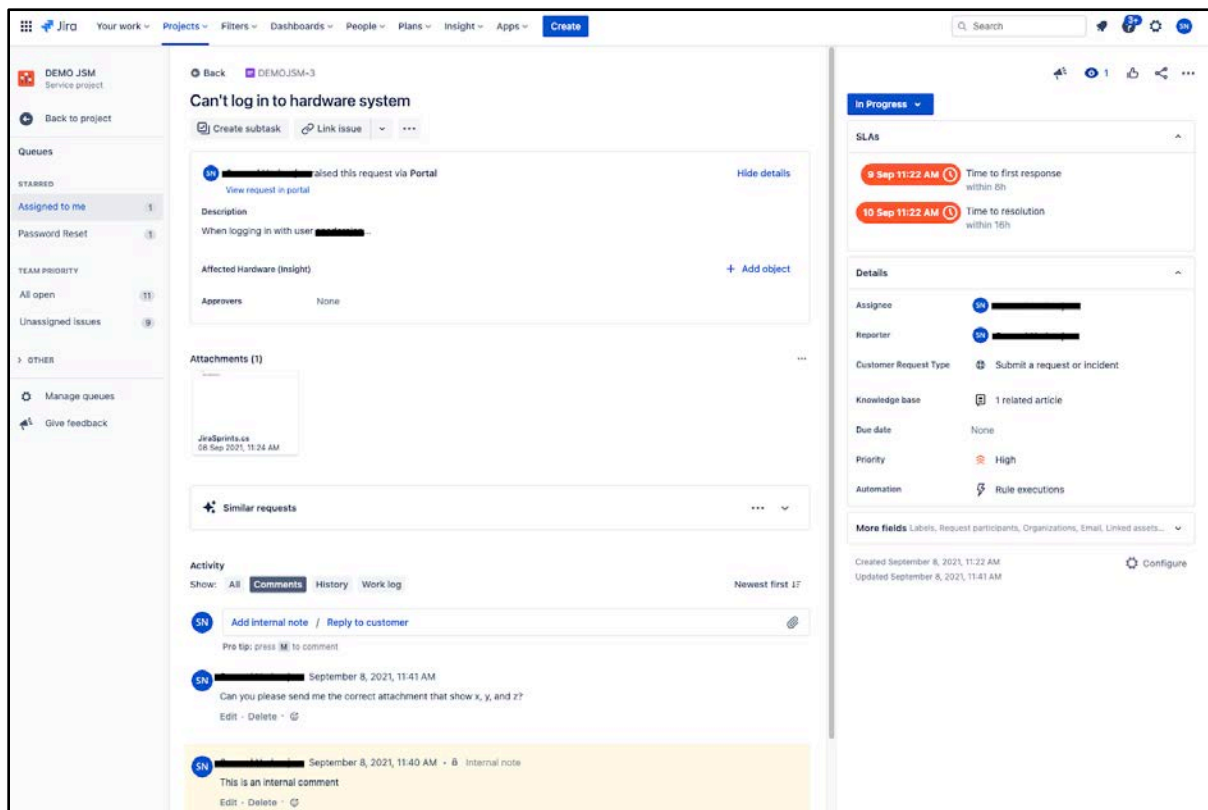 Jira Your work Projects Filters Dashboards People Plans Insight Apps Create Search 3+ SN
DEMO JSM
Service project
Back to project
Queues
STARRED
Assigned to me 1
Password Reset 1
TEAM PRIORITY
All open 11
Unassigned issues 9
OTHER
Manage queues
Give feedback
Back DEMOJSM-3
Can't log in to hardware system
Create subtask Link issue
SN raised this request via Portal Hide details
View request in portal
Description
When logging in with user ...
Affected Hardware (Insight) + Add object
Approvers None
Attachments (1)
JiraSprints.cs
08 Sep 2021, 11:24 AM
Similar requests
Activity
Show: All Comments History Work log Newest first
SN Add internal note / Reply to customer
Pro tip: press M to comment
SN September 8, 2021, 11:41 AM
Can you please send me the correct attachment that show x, y, and z?
Edit · Delete ·
SN September 8, 2021, 11:40 AM · Internal note
This is an internal comment
Edit · Delete ·
1
In Progress
SLAs
9 Sep 11:22 AM Time to first response
within 8h
10 Sep 11:22 AM Time to resolution
within 16h
Details
Assignee SN
Reporter SN
Customer Request Type Submit a request or incident
Knowledge base 1 related article
Due date None
Priority High
Automation Rule executions
More fields Labels, Request participants, Organizations, Email, Linked assets...
Created September 8, 2021, 11:22 AM Configure
Updated September 8, 2021, 11:41 AM